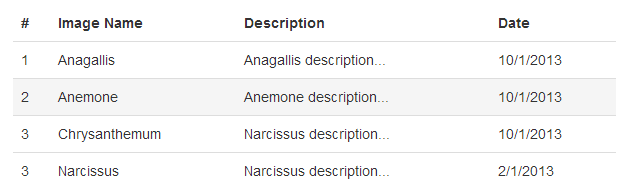 # Image Name Description Date
1 Anagallis Anagallis description... 10/1/2013
2 Anemone Anemone description... 10/1/2013
3 Chrysanthemum Narcissus description... 10/1/2013
3 Narcissus Narcissus description... 2/1/2013